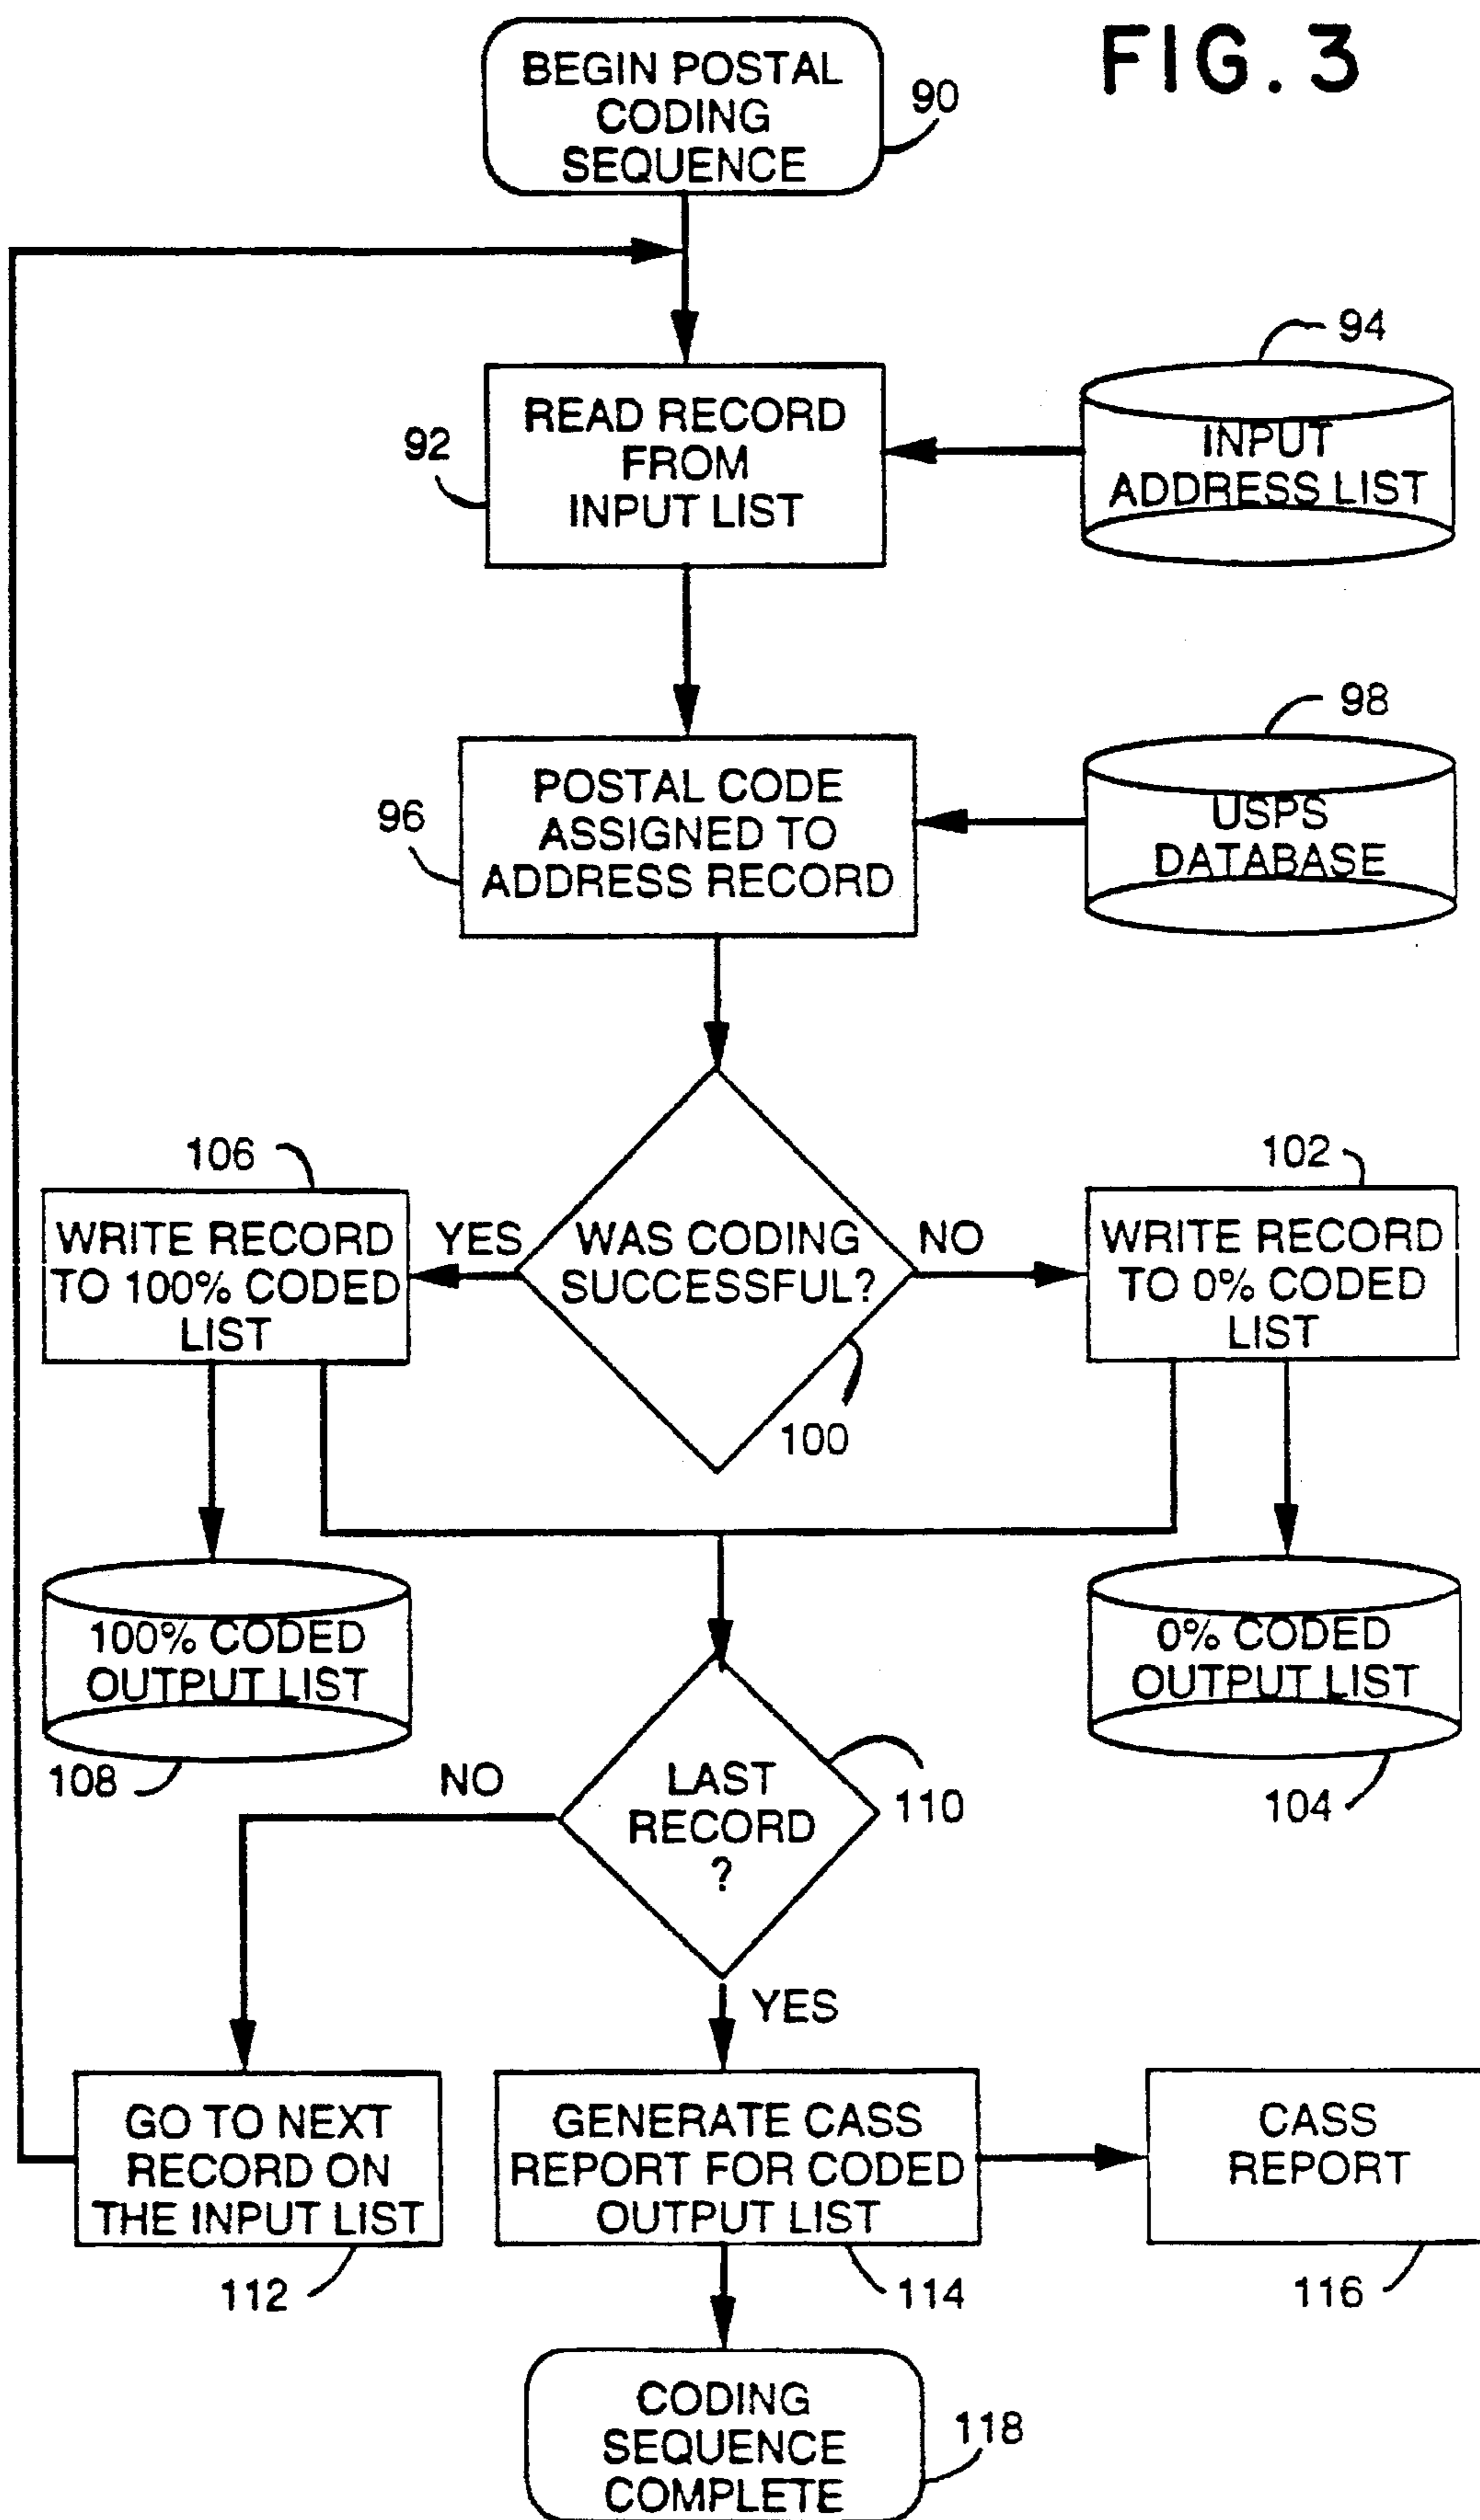 FIG. 3
BEGIN POSTAL
CODING
SEQUENCE
90
94
READ RECORD
FROM
INPUT LIST
92
INPUT
ADDRESS LIST
98
POSTAL CODE
ASSIGNED TO
ADDRESS RECORD
96
USPS
DATABASE
106
102
WRITE RECORD
TO 100% CODED
LIST
YES
WAS CODING
SUCCESSFUL?
NO
WRITE RECORD
TO 0% CODED
LIST
100
100% CODED
OUTPUT LIST
0% CODED
OUTPUT LIST
108
NO
LAST
RECORD
?
110
104
YES
GO TO NEXT
RECORD ON
THE INPUT LIST
GENERATE CASS
REPORT FOR CODED
OUTPUT LIST
CASS
REPORT
112
114
116
CODING
SEQUENCE
COMPLETE
118